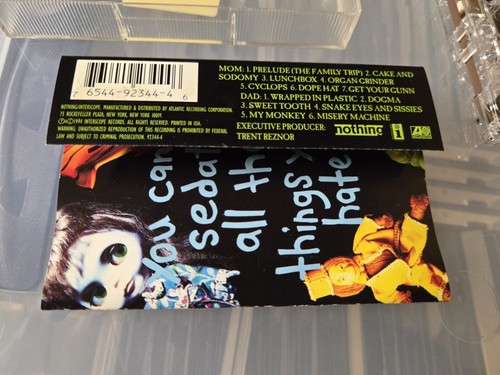 7 6544-92344-4 6
NOTHING/INTERSCOPE. MANUFACTURED & DISTRIBUTED BY ATLANTIC RECORDING CORPORATION.
75 ROCKEFELLER PLAZA, NEW YORK, NEW YORK 10019.
℗©1994 INTERSCOPE RECORDS. ALL RIGHTS RESERVED. PRINTED IN USA.
WARNING: UNAUTHORIZED REPRODUCTION OF THIS RECORDING IS PROHIBITED BY FEDERAL
LAW AND SUBJECT TO CRIMINAL PROSECUTION. 92344-4
MOM: 1. PRELUDE (THE FAMILY TRIP) 2. CAKE AND
SODOMY 3. LUNCHBOX 4. ORGAN GRINDER
5. CYCLOPS 6. DOPE HAT 7. GET YOUR GUNN
DAD: 1. WRAPPED IN PLASTIC 2. DOGMA
3. SWEET TOOTH 4. SNAKE EYES AND SISSIES
5. MY MONKEY 6. MISERY MACHINE
EXECUTIVE PRODUCER:
TRENT REZNOR
nothing
i
you can
sedat
all th
things y
hate